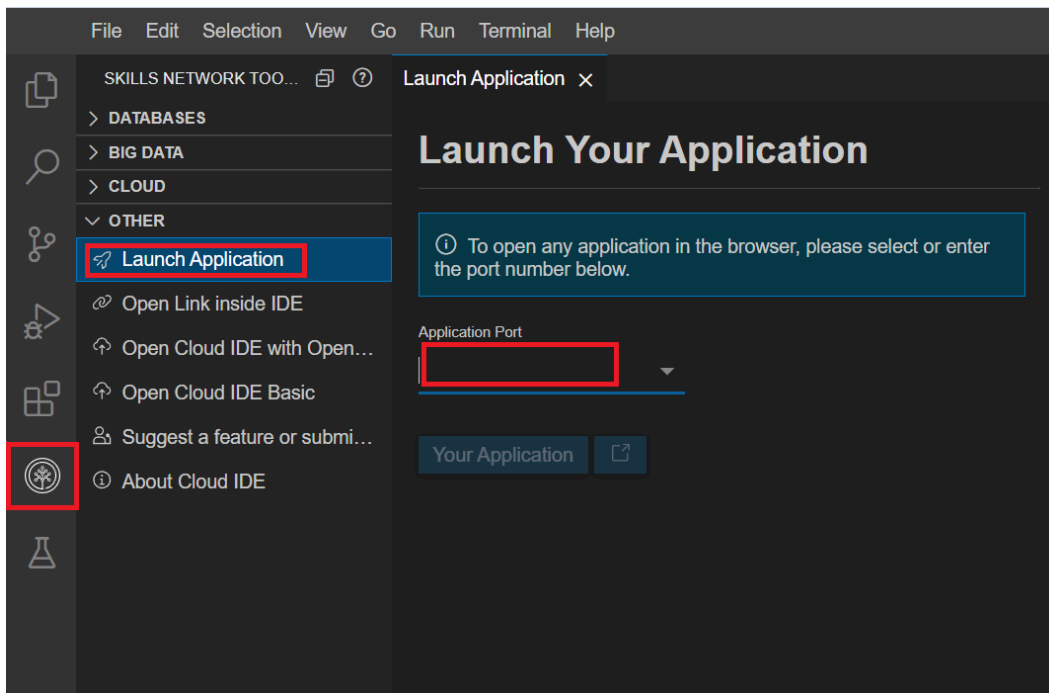 File Edit Selection View Go Run Terminal Help
SKILLS NETWORK TOO...
Launch Application
DATABASES
BIG DATA
CLOUD
OTHER
Launch Application
Open Link inside IDE
Open Cloud IDE with Open...
Open Cloud IDE Basic
Suggest a feature or submi...
About Cloud IDE
Launch Your Application
To open any application in the browser, please select or enter
the port number below.
Application Port
Your Application